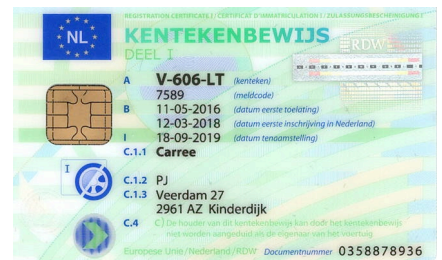 REGISTRATION CERTIFICATE I / CERTIFICAT D'IMMATRICULATION I / ZULASSUNGSBESCHEINIGUNG I
NL
KENTEKENBEWIJS
DEEL I
RDW
A V-606-LT (kenteken)
7589 (meldcode)
B 11-05-2016 (datum eerste toelating)
12-03-2018 (datum eerste inschrijving in Nederland)
I 18-09-2019 (datum tenaamstelling)
C.1.1 Carree
I
C.1.2 PJ
C.1.3 Veerdam 27
2961 AZ Kinderdijk
C.4 C) De houder van dit kentekenbewijs kan door het kentekenbewijs
niet worden aangeduid als de eigenaar van het voertuig
Europese Unie/Nederland/RDW Documentnummer 0358878936